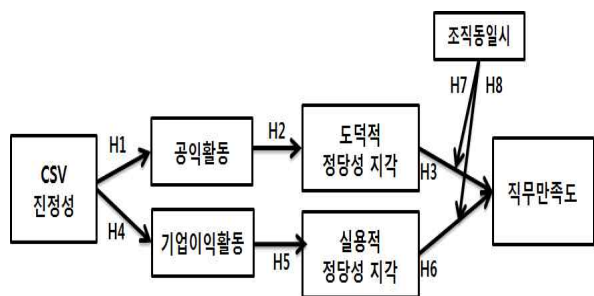 조직동일시
H7
H8
H1
공익활동
H2
도덕적
정당성 지각
H3
CSV
진정성
직무만족도
H4
기업이익활동
H5
실용적
정당성 지각
H6